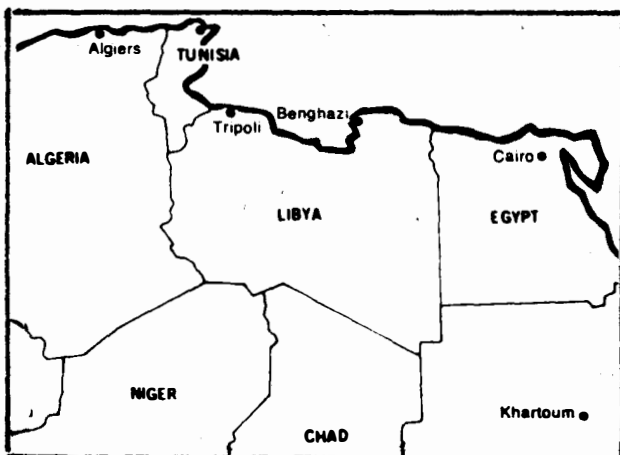 Algiers
TUNISIA
Benghazi
Tripoli
Cairo
ALGERIA
LIBYA
EGYPT
NIGER
Khartoum
CHAD